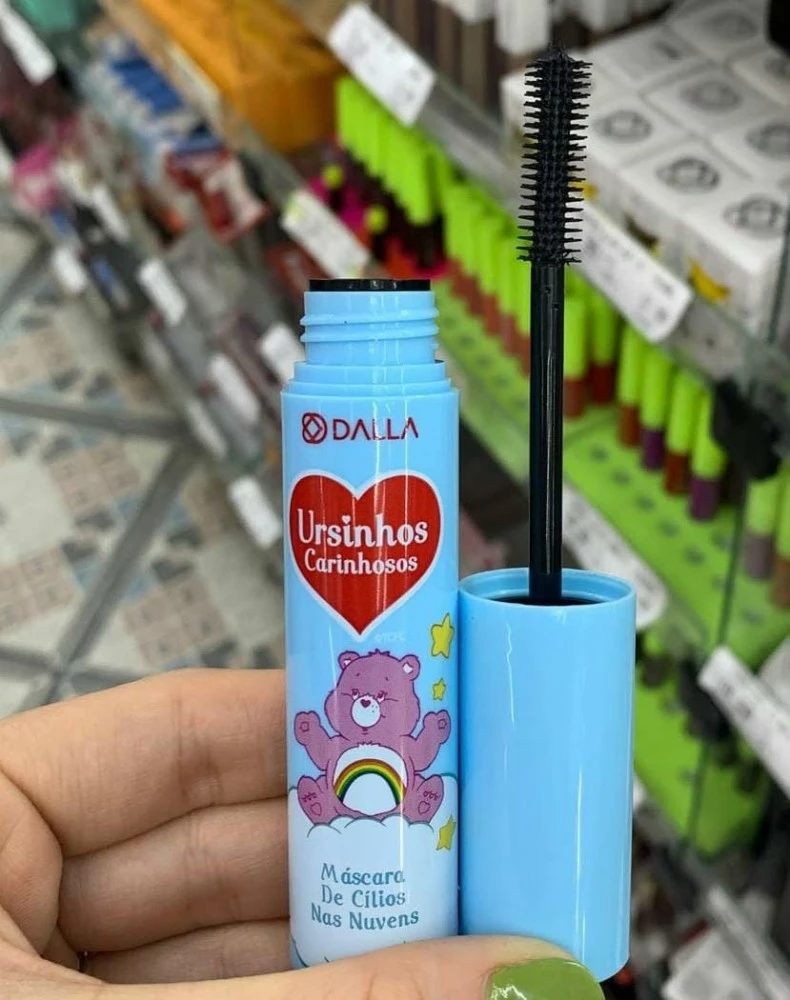 DALLA
Ursinhos
Carinhosos
Máscara
De Cílios
Nas Nuvens